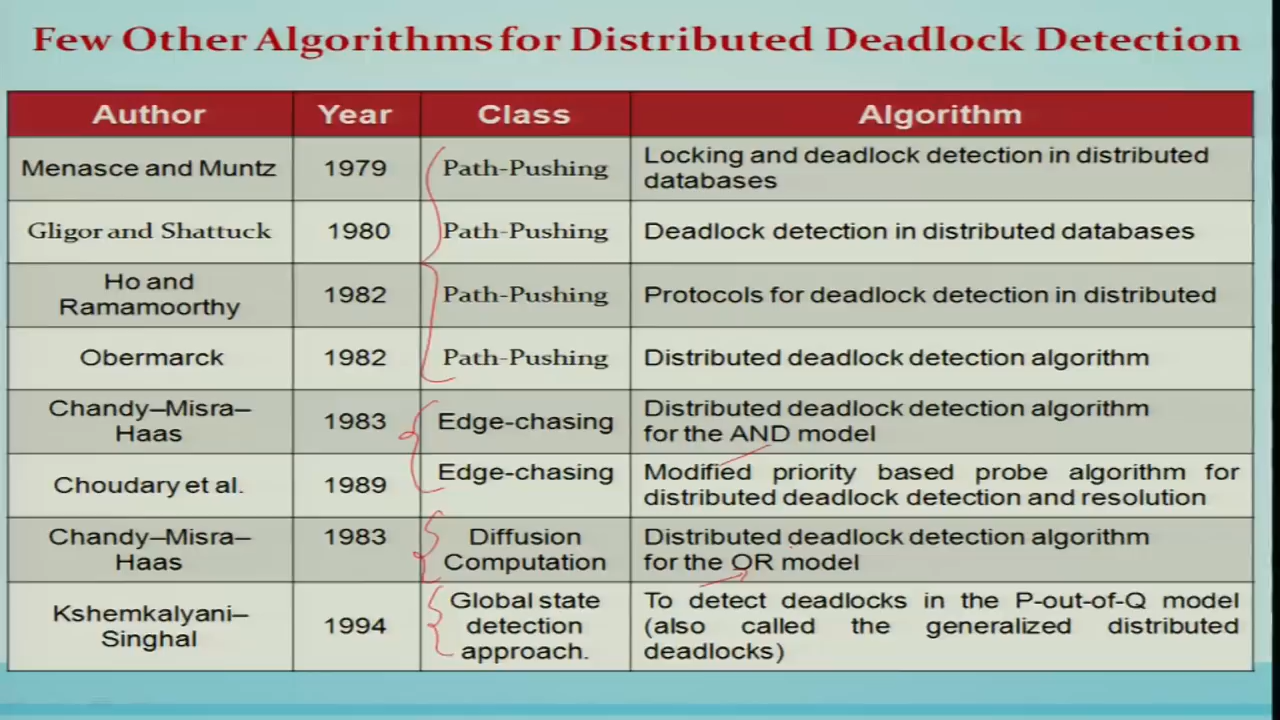 Few Other Algorithms for Distributed Deadlock Detection
Author Year Class Algorithm
Menasce and Muntz 1979 Path-Pushing Locking and deadlock detection in distributed
databases
Gligor and Shattuck 1980 Path-Pushing Deadlock detection in distributed databases
Ho and
Ramamoorthy 1982 Path-Pushing Protocols for deadlock detection in distributed
Obermarck 1982 Path-Pushing Distributed deadlock detection algorithm
Chandy–Misra–
Haas 1983 Edge-chasing Distributed deadlock detection algorithm
for the AND model
Choudary et al. 1989 Edge-chasing Modified priority based probe algorithm for
distributed deadlock detection and resolution
Chandy–Misra–
Haas 1983 Diffusion
Computation Distributed deadlock detection algorithm
for the OR model
Kshemkalyani–
Singhal 1994 Global state
detection
approach. To detect deadlocks in the P-out-of-Q model
(also called the generalized distributed
deadlocks)